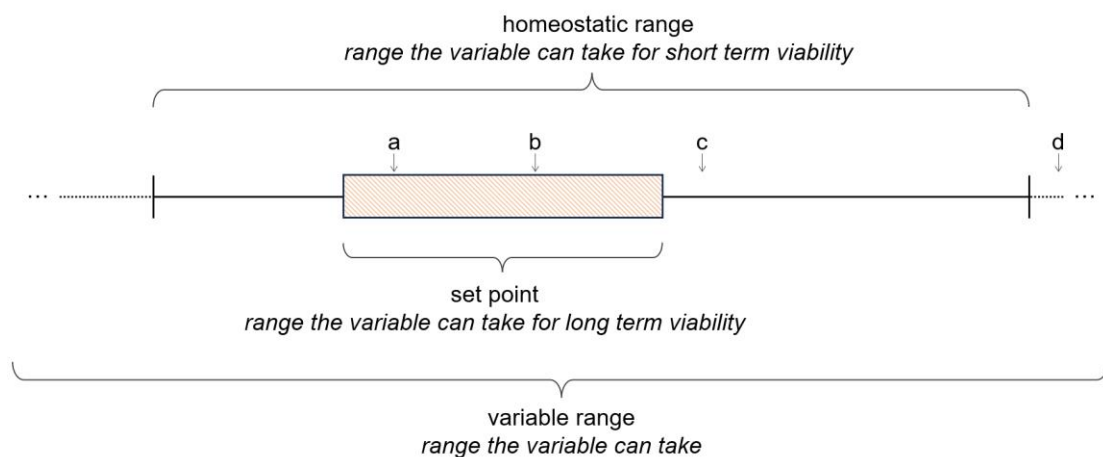 homeostatic range
range the variable can take for short term viability
a b c d
... ...
set point
range the variable can take for long term viability
variable range
range the variable can take